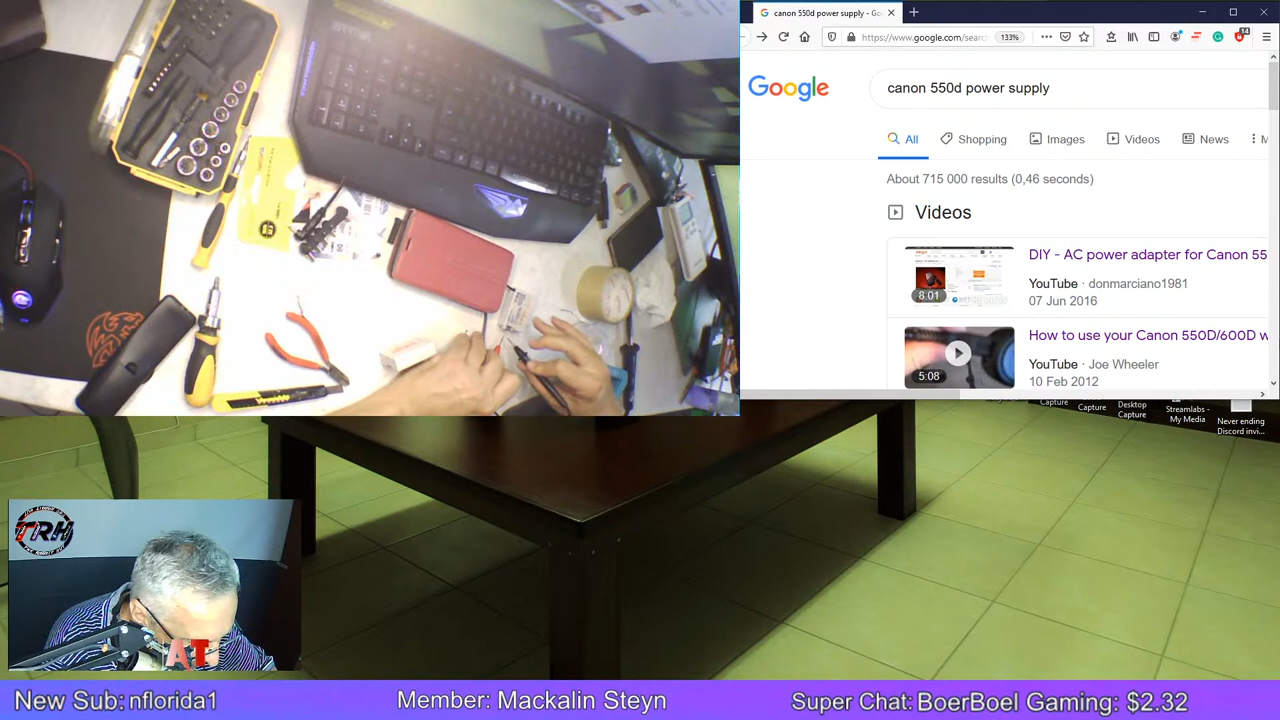 canon 550d power supply - Go
https://www.google.com/searc
133%
14
Google
canon 550d power supply
All
Shopping
Images
Videos
News
M
About 715 000 results (0,46 seconds)
Videos
DIY - AC power adapter for Canon 55
YouTube · donmarciano1981
07 Jun 2016
8:01
How to use your Canon 550D/600D w
YouTube · Joe Wheeler
10 Feb 2012
5:08
Capture
Capture
Desktop
Capture
Streamlabs -
My Media
Never ending
Discord invi...
TRH
AT
New Sub: nflorida1
Member: Mackalin Steyn
Super Chat: BoerBoel Gaming: $2.32